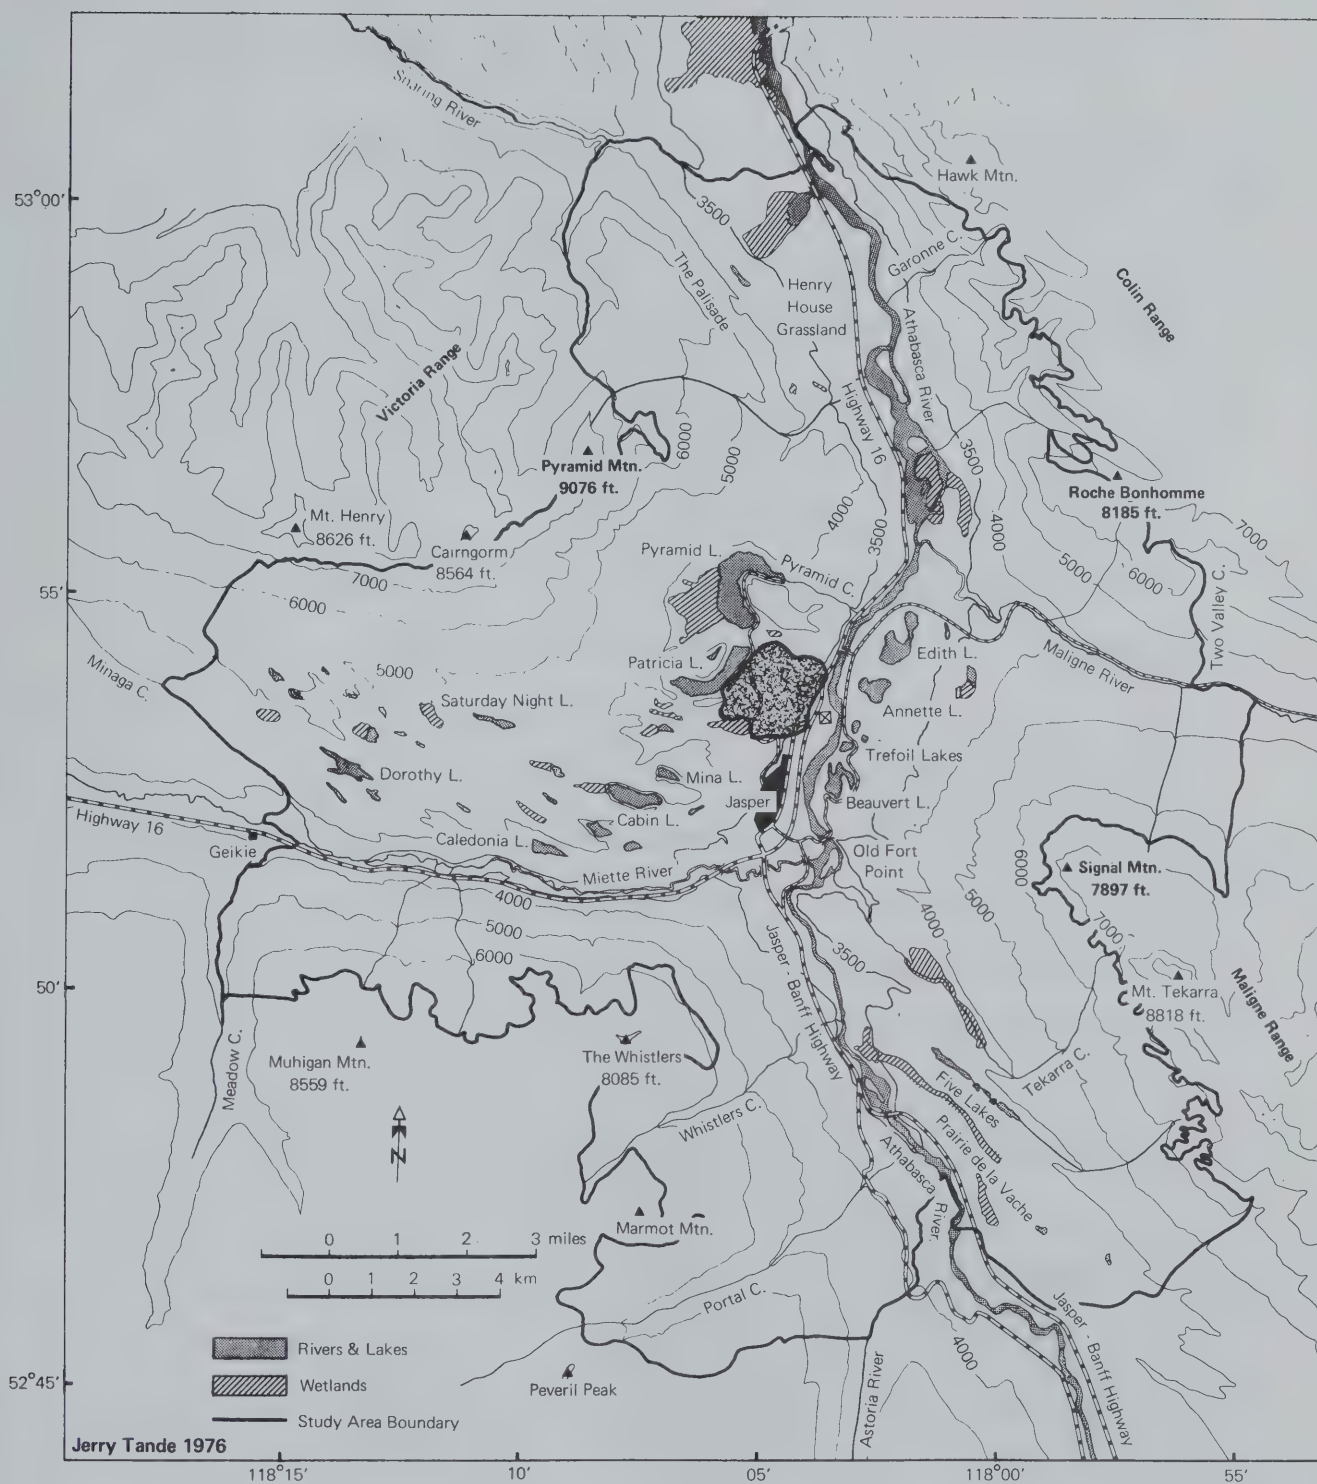 Snaring River
Hawk Mtn.
53°00'
3500
Garonne C.
The Palisade
Henry
House
Grassland
Colin Range
Athabasca River
Victoria Range
Highway 16
6000
5000
3500
Pyramid Mtn.
9076 ft.
Roche Bonhomme
8185 ft.
4000
3500
4000
7000
Mt. Henry
8626 ft.
Cairngorm
8564 ft.
Pyramid L.
Pyramid C.
5000
6000
7000
55'
6000
Two Valley C.
Edith L.
Maligne River
Minaga C.
5000
Patricia L.
Saturday Night L.
Annette L.
Trefoil Lakes
Dorothy L.
Mina L.
Jasper
Beauvert L.
Highway 16
Cabin L.
Geikie
Caledonia L.
Old Fort
Point
6000
Signal Mtn.
7897 ft.
Miette River
4000
5000
6000
4000
5000
7000
3500
Jasper - Banff Highway
50'
Mt. Tekarra
8818 ft.
Maligne Range
Meadow C.
Muhigan Mtn.
8559 ft.
The Whistlers
8085 ft.
Tekarra C.
Five Lakes
Whistlers C.
Prairie de la Vache
Athabasca
River.
N
Marmot Mtn.
0 1 2 3 miles
0 1 2 3 4 km
Portal C.
Jasper - Banff Highway
4000
Rivers & Lakes
Wetlands
Study Area Boundary
Peveril Peak
Astoria River
52°45'
Jerry Tande 1976
118°15' 10' 05' 118°00' 55'